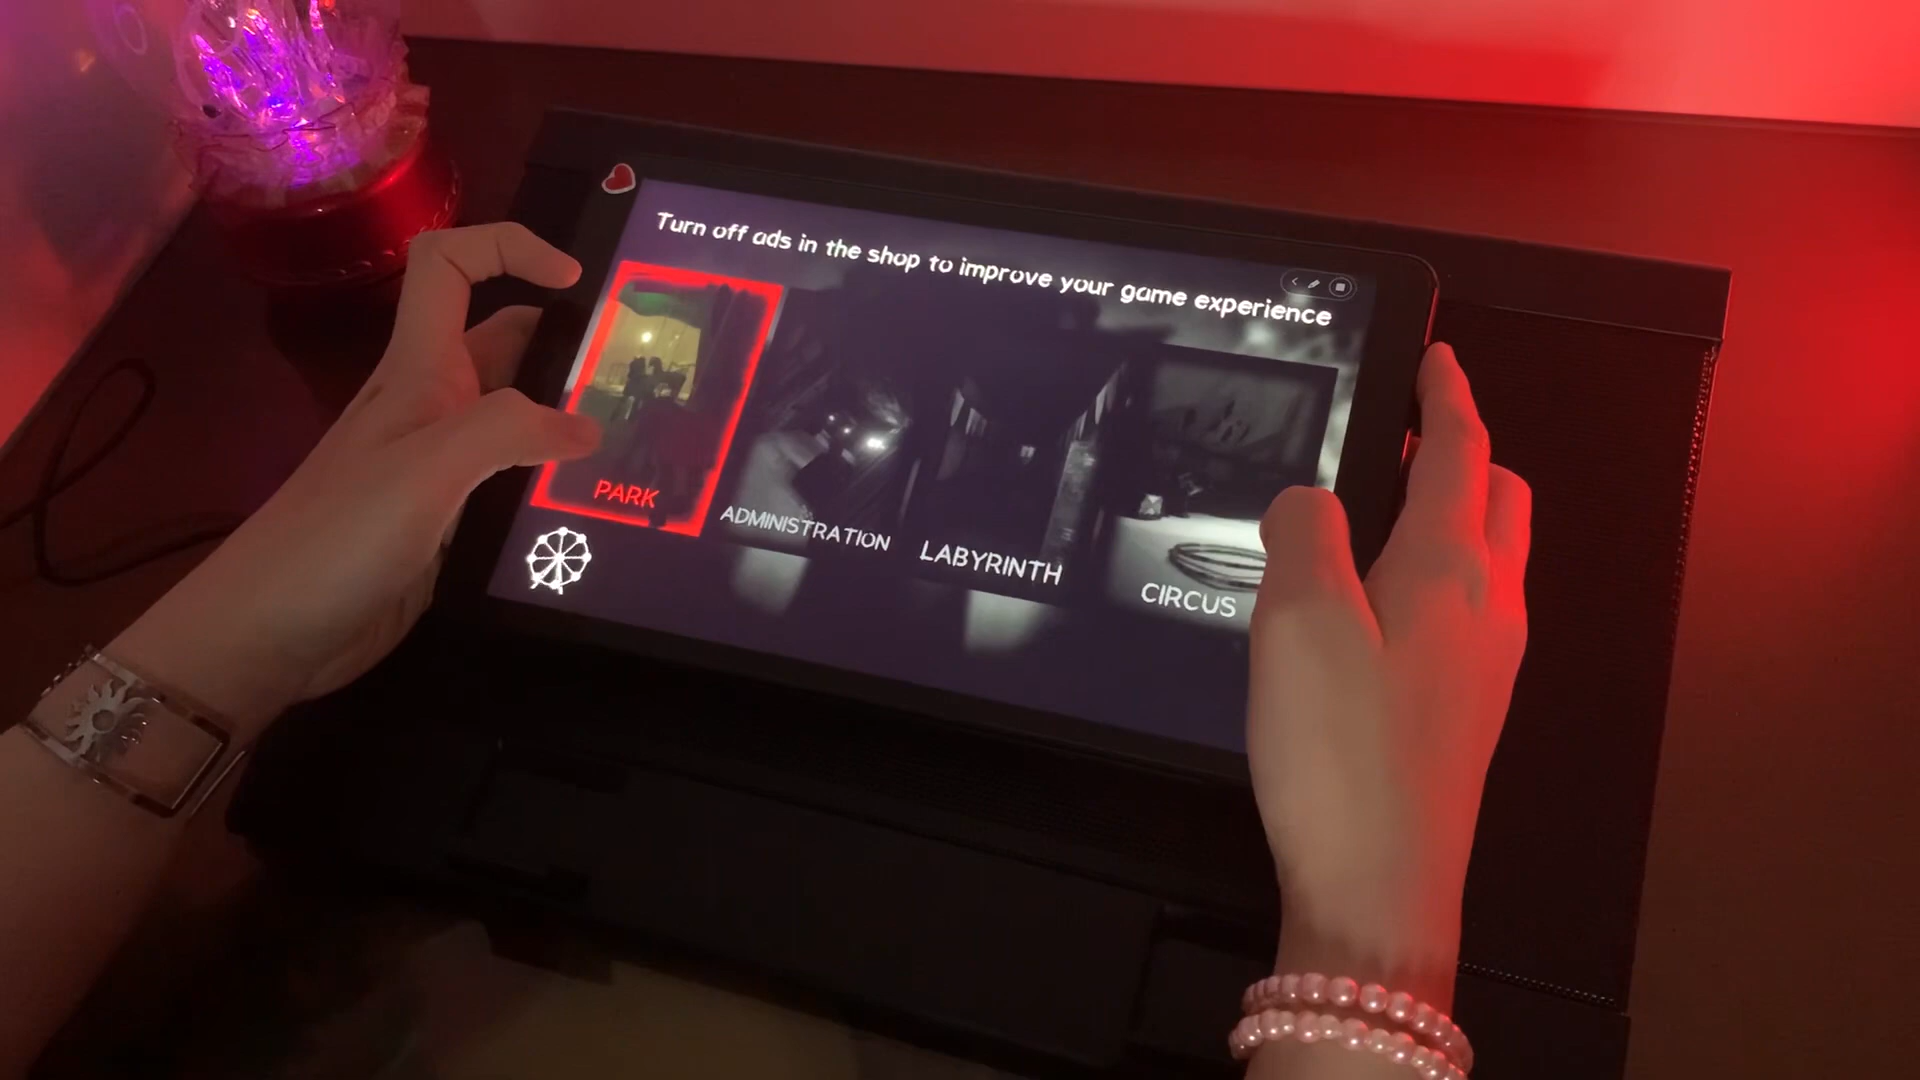 Turn off ads in the shop to improve your game experience
PARK
ADMINISTRATION
LABYRINTH
CIRCUS